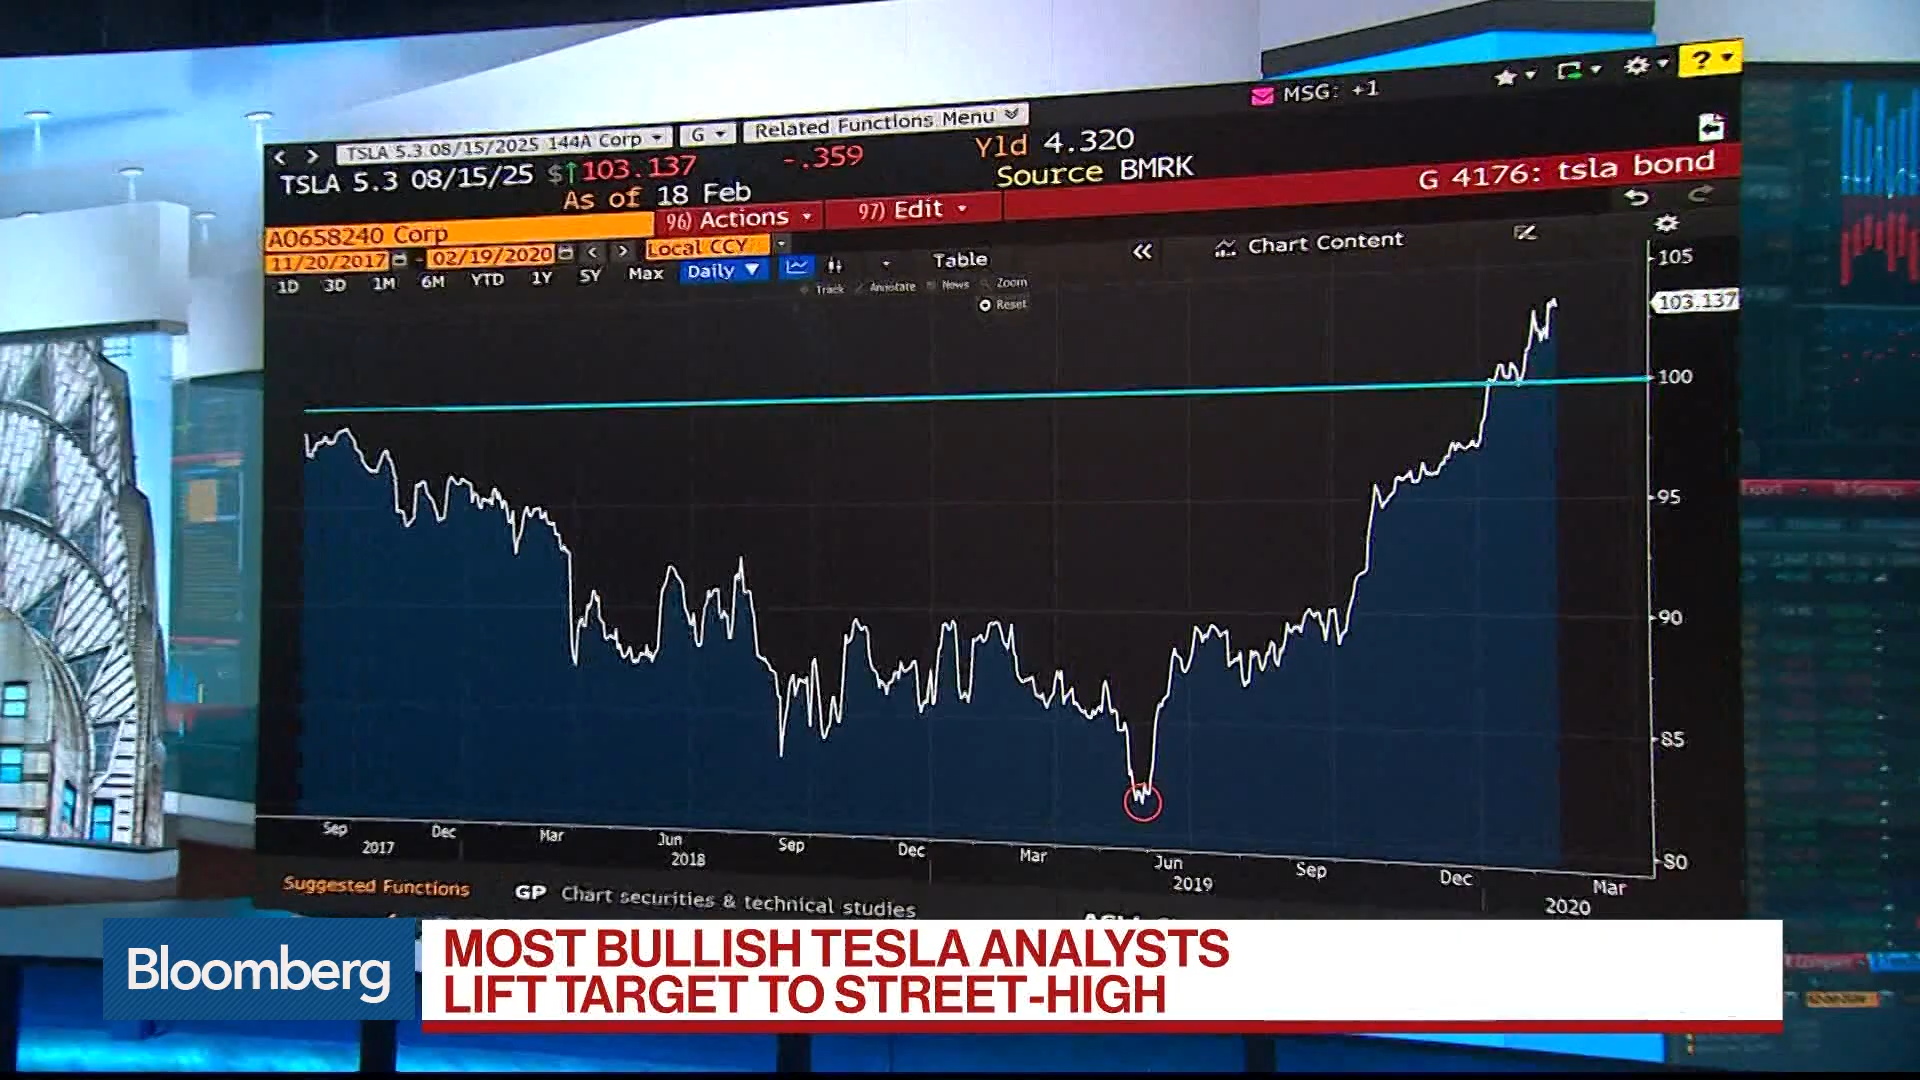 MSG: +1
?
TSLA 5.3 08/15/2025 144A Corp
G
Related Functions Menu
TSLA 5.3 08/15/25 $↑103.137 -.359 Yld 4.320
As of 18 Feb Source BMRK
G 4176: tsla bond
A0658240 Corp 96) Actions 97) Edit
11/20/2017 - 02/19/2020 Local CCY
1D 3D 1M 6M YTD 1Y 5Y Max Daily ▼ Table
« Chart Content
Track Annotate News Zoom
Reset
105
103.137
100
95
90
85
80
Sep Dec Mar Jun Sep Dec Mar Jun Sep Dec Mar
2017 2018 2019 2020
Suggested Functions GP Chart securities & technical studies
Bloomberg
MOST BULLISH TESLA ANALYSTS
LIFT TARGET TO STREET-HIGH